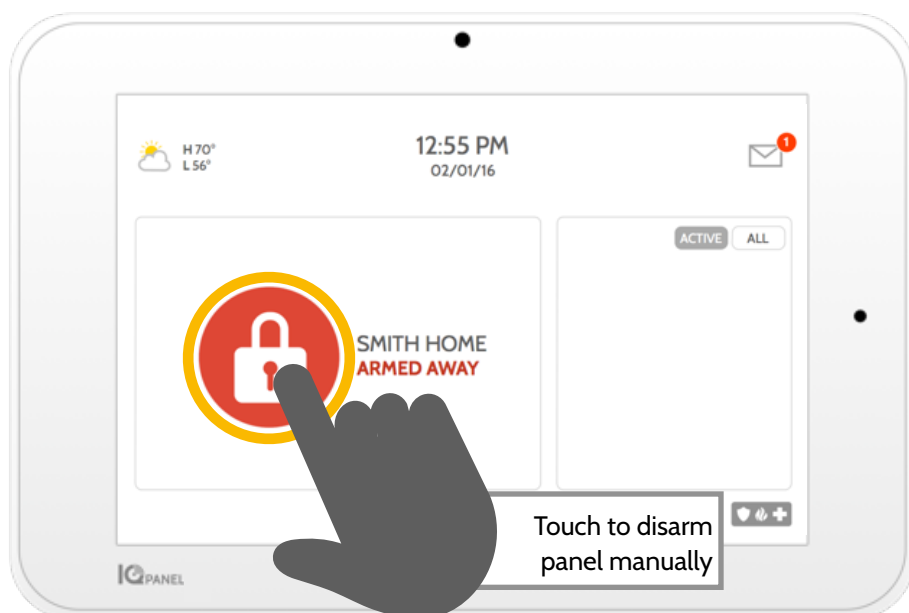 H 70°
L 56°
12:55 PM
02/01/16
1
ACTIVE
ALL
SMITH HOME
ARMED AWAY
Touch to disarm
panel manually
IQ PANEL